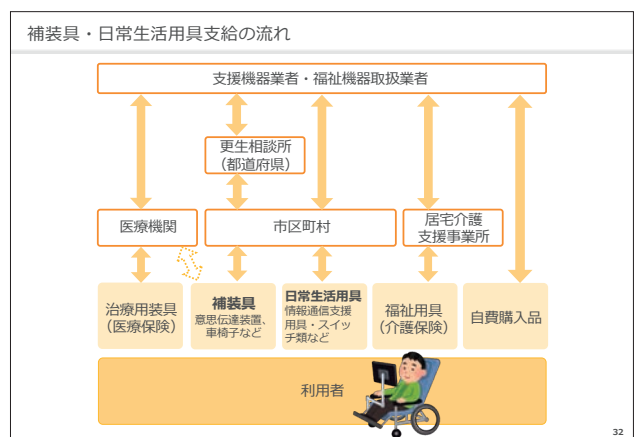 補装具・日常生活用具支給の流れ
支援機器業者・福祉機器取扱業者
更生相談所
（都道府県）
医療機関
市区町村
居宅介護
支援事業所
治療用装具
（医療保険）
補装具
意思伝達装置、
車椅子など
日常生活用具
情報通信支援
用具・スイッ
チ類など
福祉用具
（介護保険）
自費購入品
利用者
32